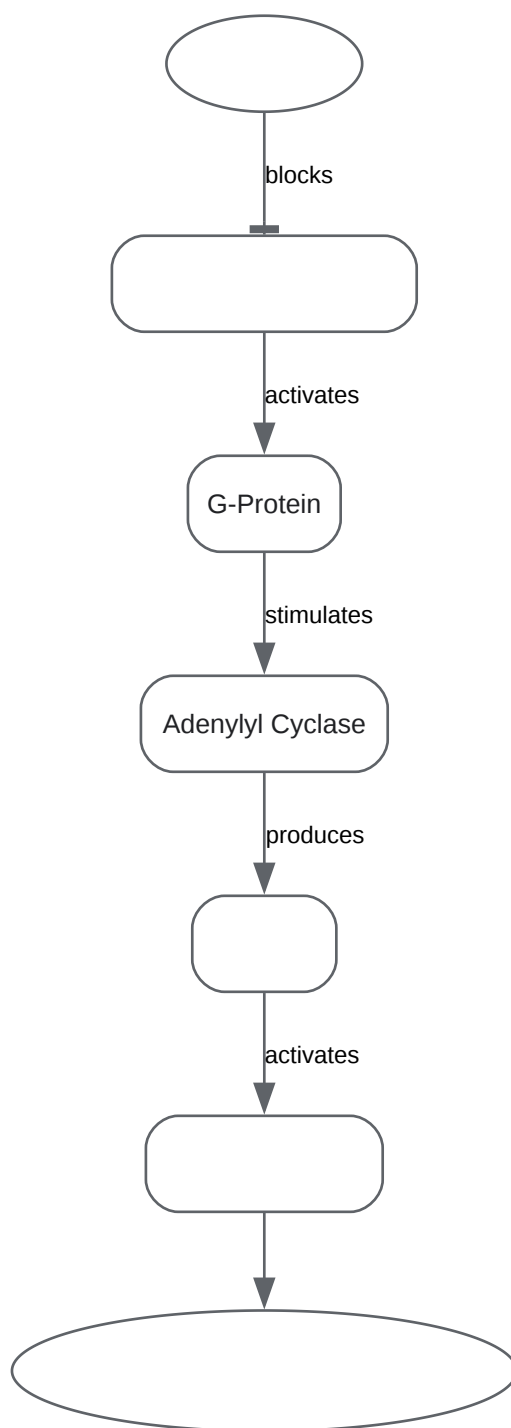 blocks
activates
G-Protein
stimulates
Adenylyl Cyclase
produces
activates